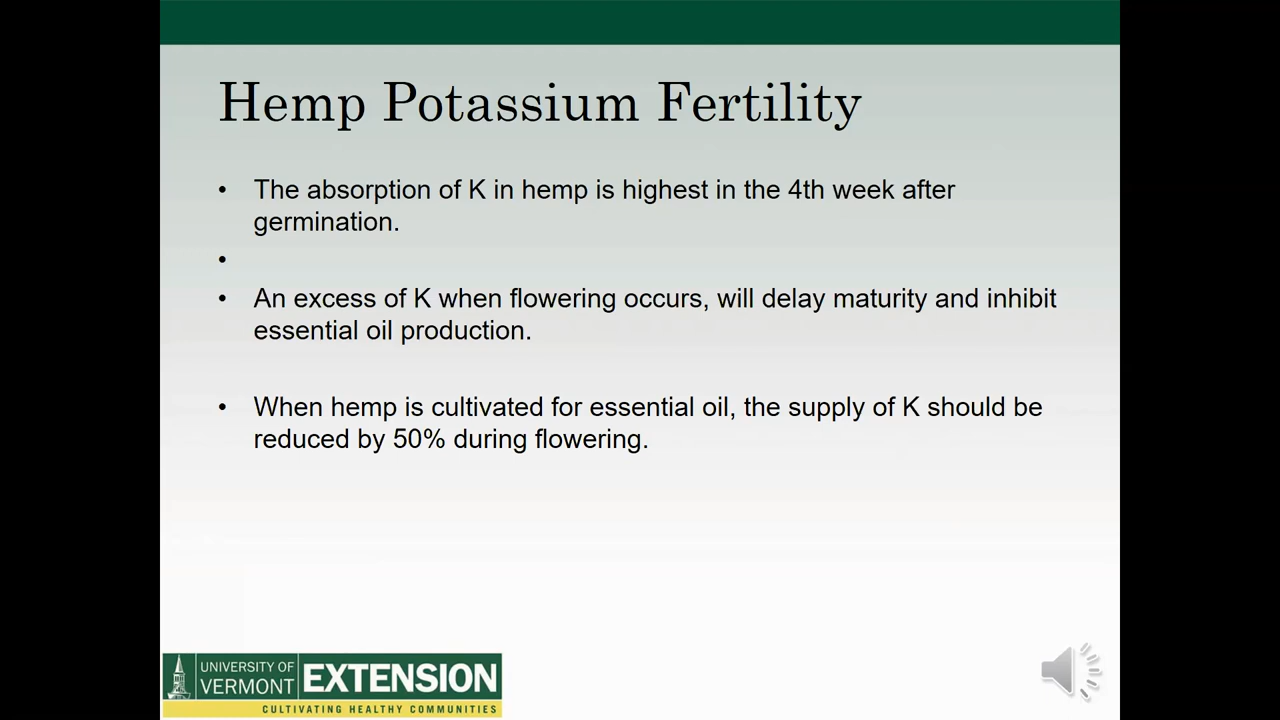 Hemp Potassium Fertility
• The absorption of K in hemp is highest in the 4th week after
germination.
•
• An excess of K when flowering occurs, will delay maturity and inhibit
essential oil production.
• When hemp is cultivated for essential oil, the supply of K should be
reduced by 50% during flowering.
UNIVERSITY OF
VERMONT
EXTENSION
CULTIVATING HEALTHY COMMUNITIES